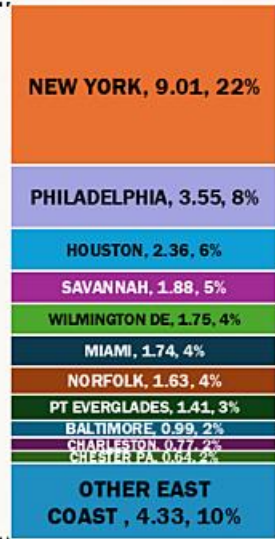 NEW YORK, 9.01, 22%
PHILADELPHIA, 3.55, 8%
HOUSTON, 2.36, 6%
SAVANNAH, 1.88, 5%
WILMINGTON DE, 1.75, 4%
MIAMI, 1.74, 4%
NORFOLK, 1.63, 4%
PT EVERGLADES, 1.41, 3%
BALTIMORE, 0.99, 2%
CHARLESTON, 0.77, 2%
CHESTER PA, 0.64, 2%
OTHER EAST
COAST , 4.33, 10%